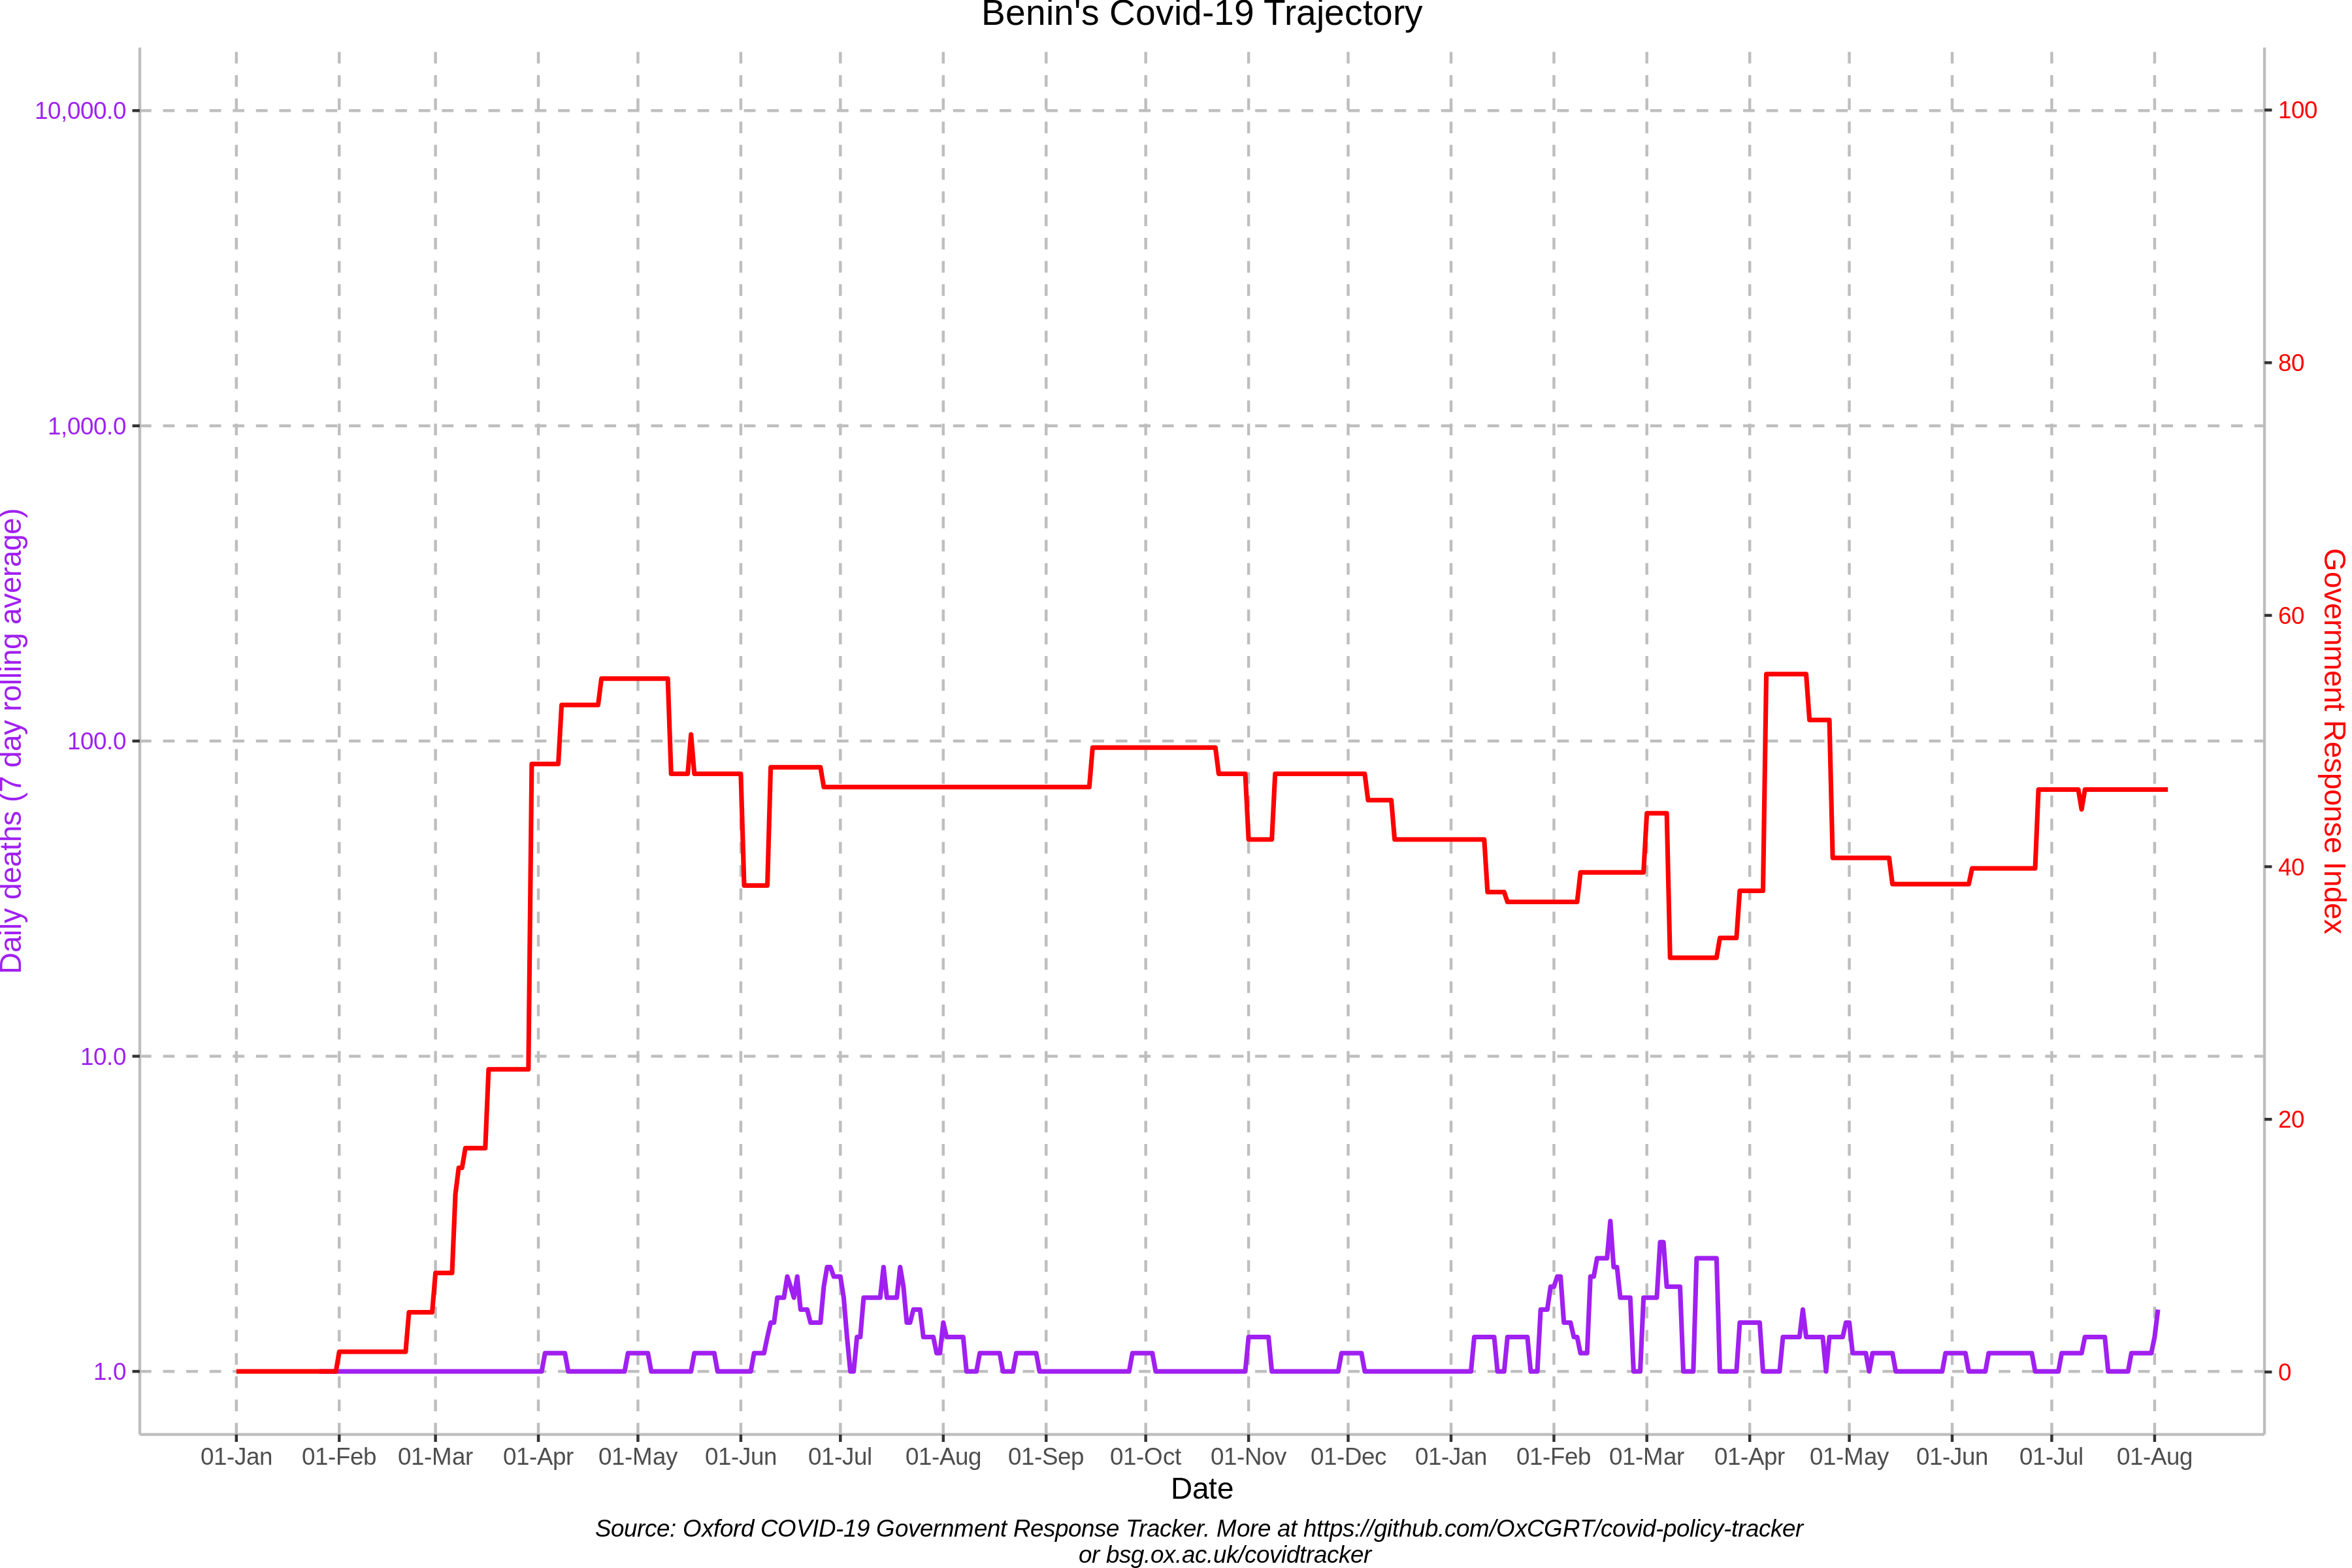 Benin's Covid-19 Trajectory
10,000.0
1,000.0
100.0
10.0
1.0
Daily deaths (7 day rolling average)
100
80
60
40
20
0
Government Response Index
01-Jan 01-Feb 01-Mar 01-Apr 01-May 01-Jun 01-Jul 01-Aug 01-Sep 01-Oct 01-Nov 01-Dec 01-Jan 01-Feb 01-Mar 01-Apr 01-May 01-Jun 01-Jul 01-Aug
Date
Source: Oxford COVID-19 Government Response Tracker. More at https://github.com/OxCGRT/covid-policy-tracker
or bsg.ox.ac.uk/covidtracker